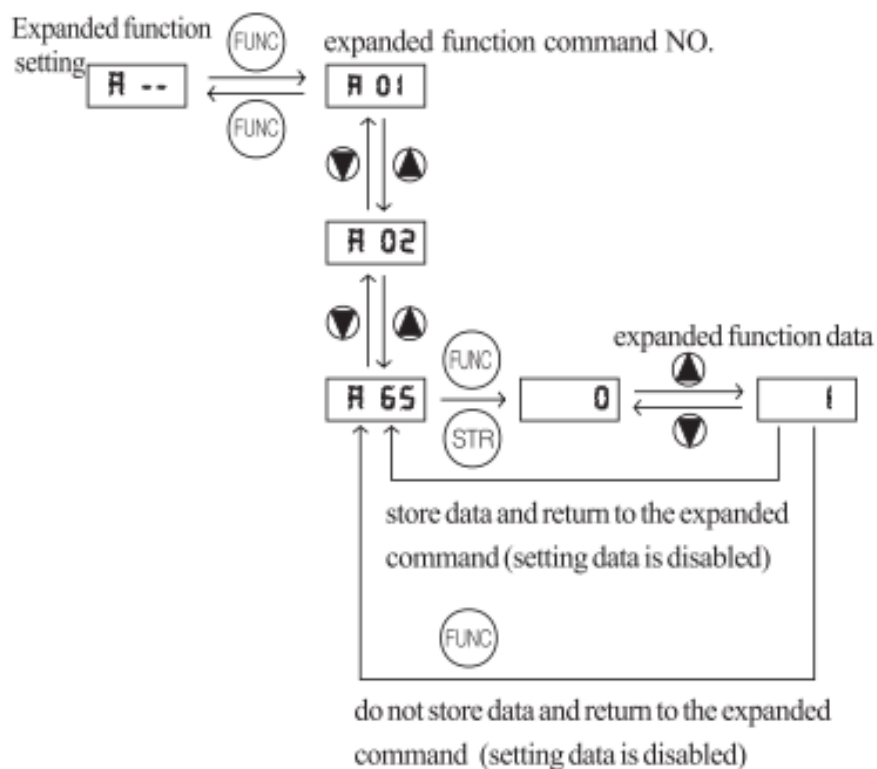 Expanded function
setting
FUNC
expanded function command NO.
A --
A 01
FUNC
A 02
FUNC
expanded function data
A 65
0
1
STR
store data and return to the expanded
command (setting data is disabled)
FUNC
do not store data and return to the expanded
command (setting data is disabled)